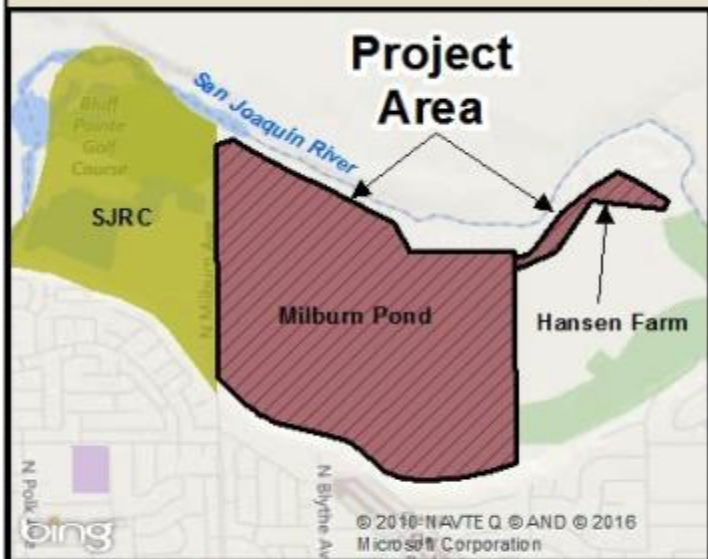 Project
Area
San Joaquin River
Bluff
Pointe
Golf
Course
SJRC
N Milburn Ave
Milburn Pond
Hansen Farm
N Polk
N Blythe Av
bing
© 2010 NAVTEQ © AND © 2016
Microsoft Corporation